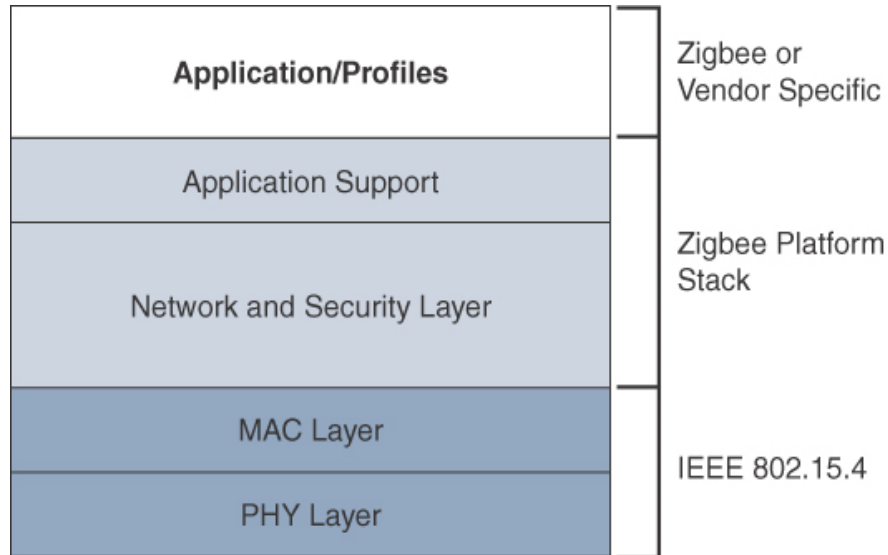 Application/Profiles
Zigbee or
Vendor Specific
Application Support
Network and Security Layer
Zigbee Platform
Stack
MAC Layer
PHY Layer
IEEE 802.15.4